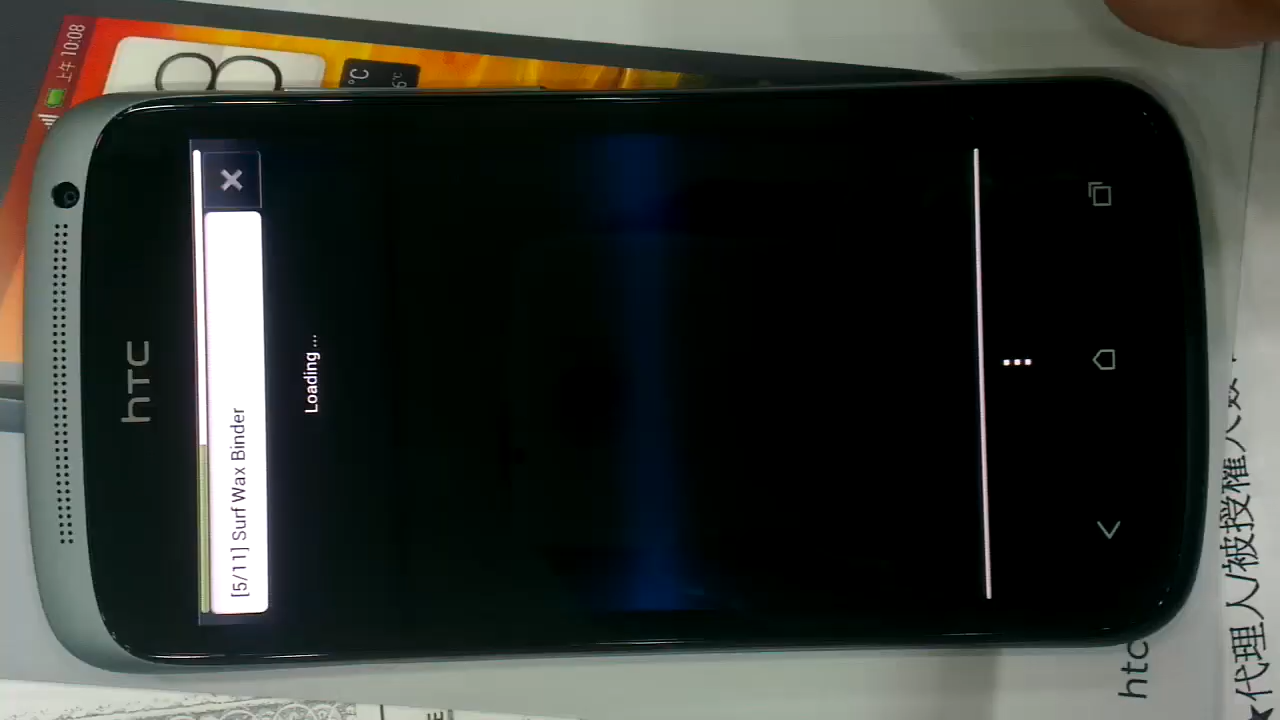 上午 10:08
°C
6°C
htc
[5/11] Surf Wax Binder
Loading ...
htc
★代理人/被授權人